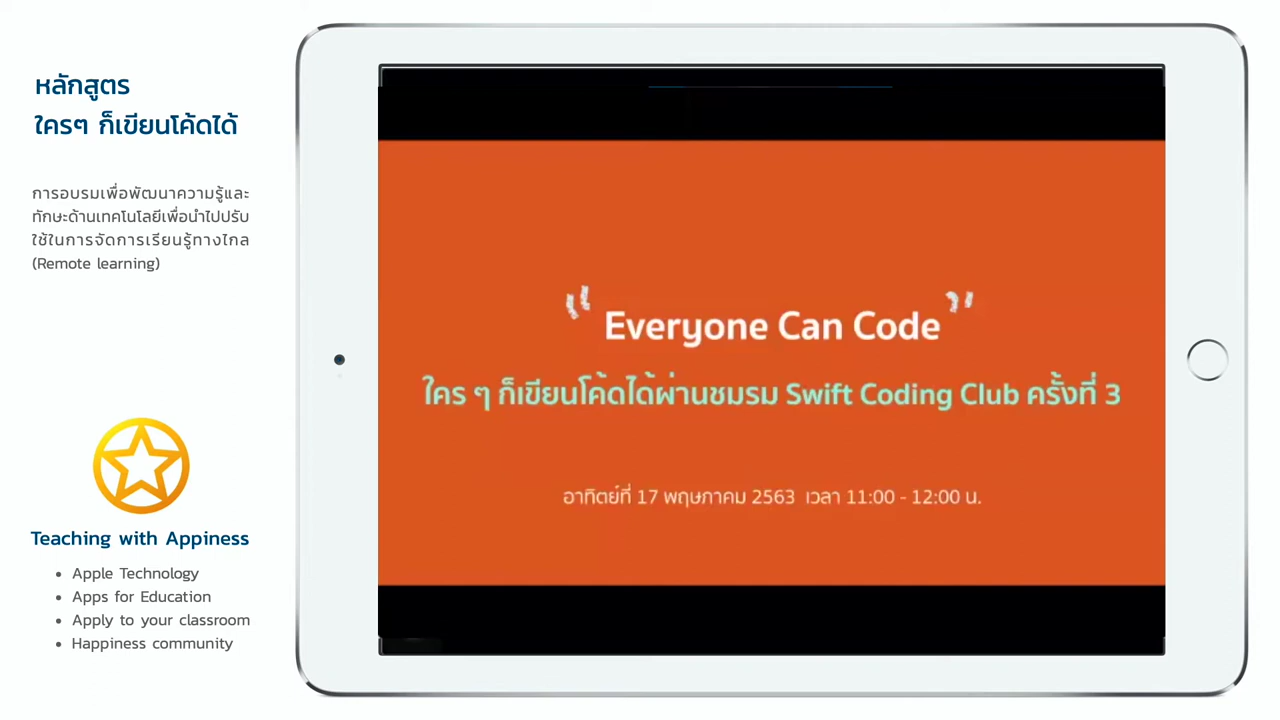 หลักสูตร
ใครๆ ก็เขียนโค้ดได้
การอบรมเพื่อพัฒนาความรู้และ
ทักษะด้านเทคโนโลยีเพื่อนำไปปรับ
ใช้ในการจัดการเรียนรู้ทางไกล
(Remote learning)
Teaching with Appiness
• Apple Technology
• Apps for Education
• Apply to your classroom
• Happiness community
“ Everyone Can Code ”
ใคร ๆ ก็เขียนโค้ดได้ผ่านชมรม Swift Coding Club ครั้งที่ 3
อาทิตย์ที่ 17 พฤษภาคม 2563 เวลา 11:00 - 12:00 น.